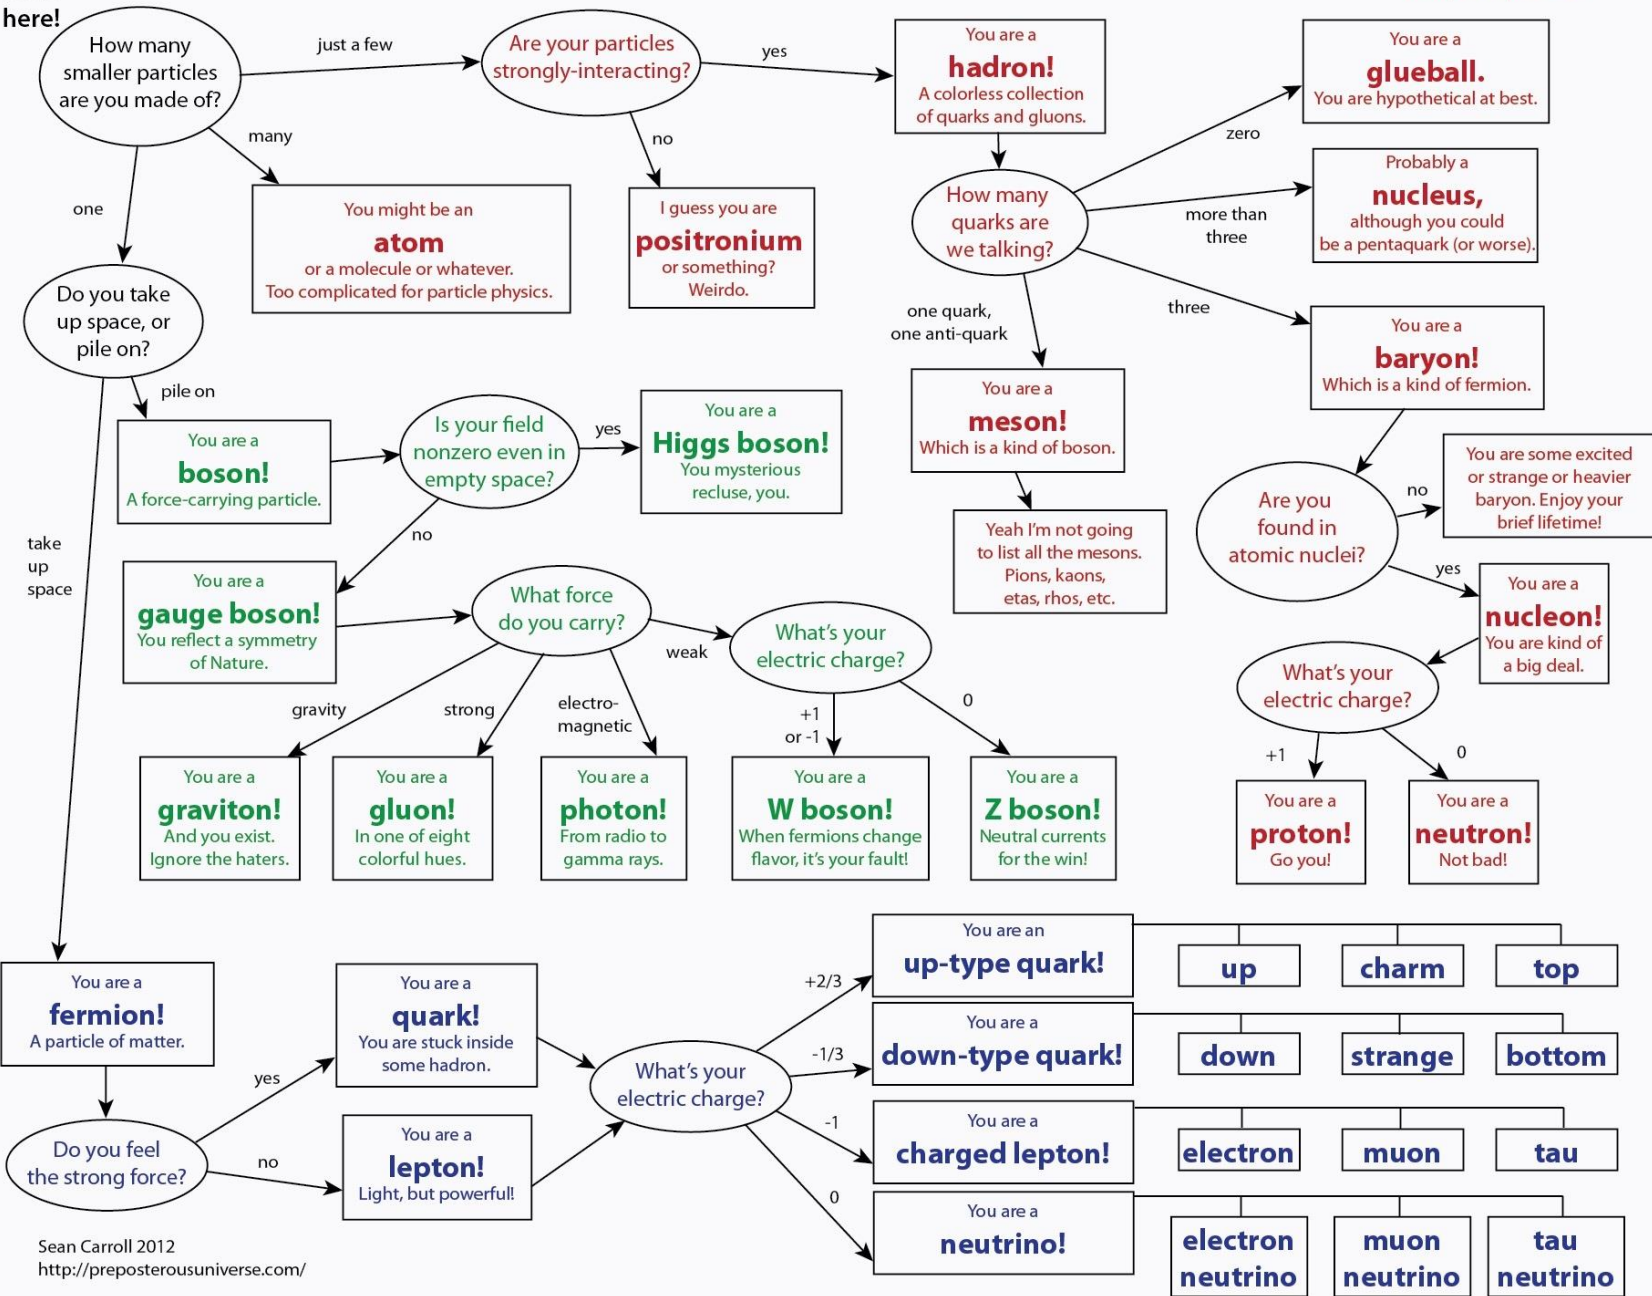 here!
How many
smaller particles
are you made of?
just a few
Are your particles
strongly-interacting?
yes
You are a
hadron!
A colorless collection
of quarks and gluons.
You are a
glueball.
You are hypothetical at best.
zero
many
no
one
You might be an
atom
or a molecule or whatever.
Too complicated for particle physics.
I guess you are
positronium
or something?
Weirdo.
How many
quarks are
we talking?
more than
three
Probably a
nucleus,
although you could
be a pentaquark (or worse).
three
one quark,
one anti-quark
You are a
baryon!
Which is a kind of fermion.
You are a
meson!
Which is a kind of boson.
Yeah I'm not going
to list all the mesons.
Pions, kaons,
etas, rhos, etc.
Are you
found in
atomic nuclei?
no
You are some excited
or strange or heavier
baryon. Enjoy your
brief lifetime!
yes
You are a
nucleon!
You are kind of
a big deal.
What's your
electric charge?
+1
0
You are a
proton!
Go you!
You are a
neutron!
Not bad!
Do you take
up space, or
pile on?
pile on
You are a
boson!
A force-carrying particle.
Is your field
nonzero even in
empty space?
yes
You are a
Higgs boson!
You mysterious
recluse, you.
no
You are a
gauge boson!
You reflect a symmetry
of Nature.
What force
do you carry?
weak
What's your
electric charge?
gravity
strong
electro-
magnetic
+1
or -1
0
You are a
graviton!
And you exist.
Ignore the haters.
You are a
gluon!
In one of eight
colorful hues.
You are a
photon!
From radio to
gamma rays.
You are a
W boson!
When fermions change
flavor, it's your fault!
You are a
Z boson!
Neutral currents
for the win!
take
up
space
You are a
fermion!
A particle of matter.
Do you feel
the strong force?
yes
no
You are a
quark!
You are stuck inside
some hadron.
You are a
lepton!
Light, but powerful!
What's your
electric charge?
+2/3
-1/3
-1
0
You are an
up-type quark!
up
charm
top
You are a
down-type quark!
down
strange
bottom
You are a
charged lepton!
electron
muon
tau
You are a
neutrino!
electron
neutrino
muon
neutrino
tau
neutrino
Sean Carroll 2012
http://preposterousuniverse.com/